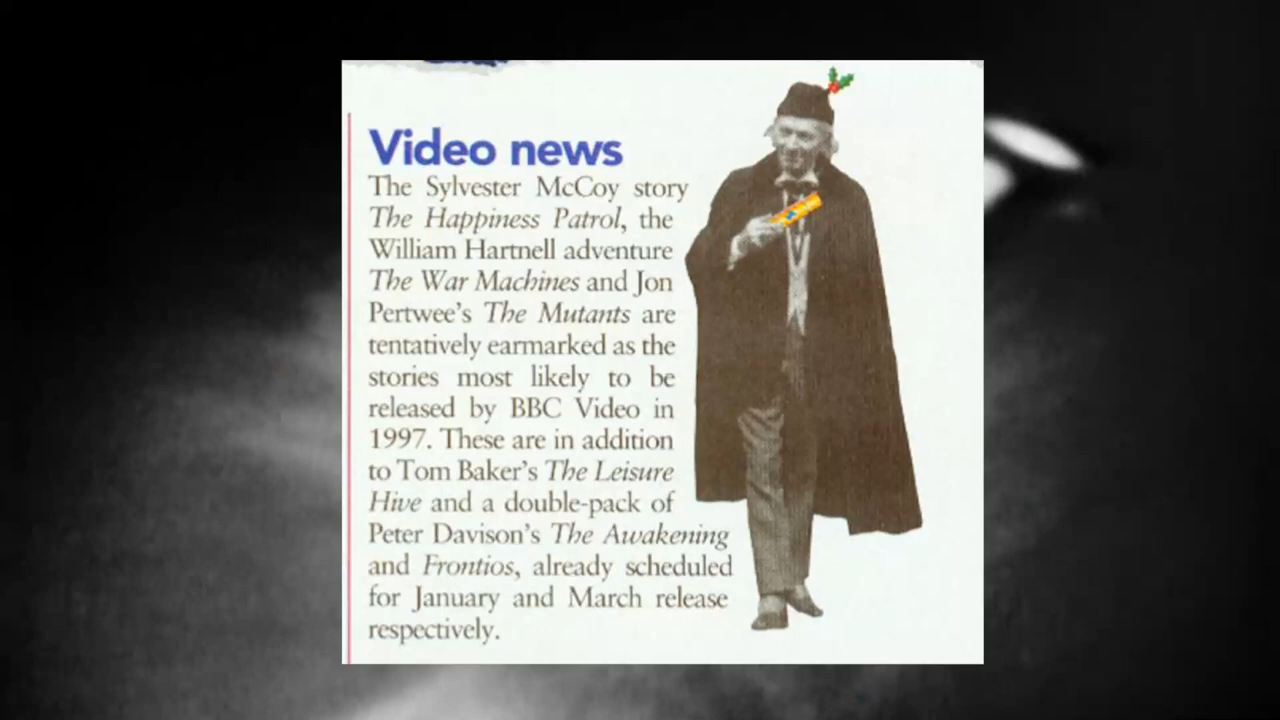 Video news
The Sylvester McCoy story
The Happiness Patrol, the
William Hartnell adventure
The War Machines and Jon
Pertwee's The Mutants are
tentatively earmarked as the
stories most likely to be
released by BBC Video in
1997. These are in addition
to Tom Baker's The Leisure
Hive and a double-pack of
Peter Davison's The Awakening
and Frontios, already scheduled
for January and March release
respectively.